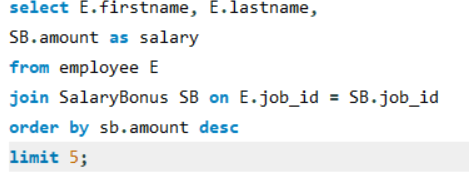 select E.firstname, E.lastname,
SB.amount as salary
from employee E
join SalaryBonus SB on E.job_id = SB.job_id
order by sb.amount desc
limit 5;